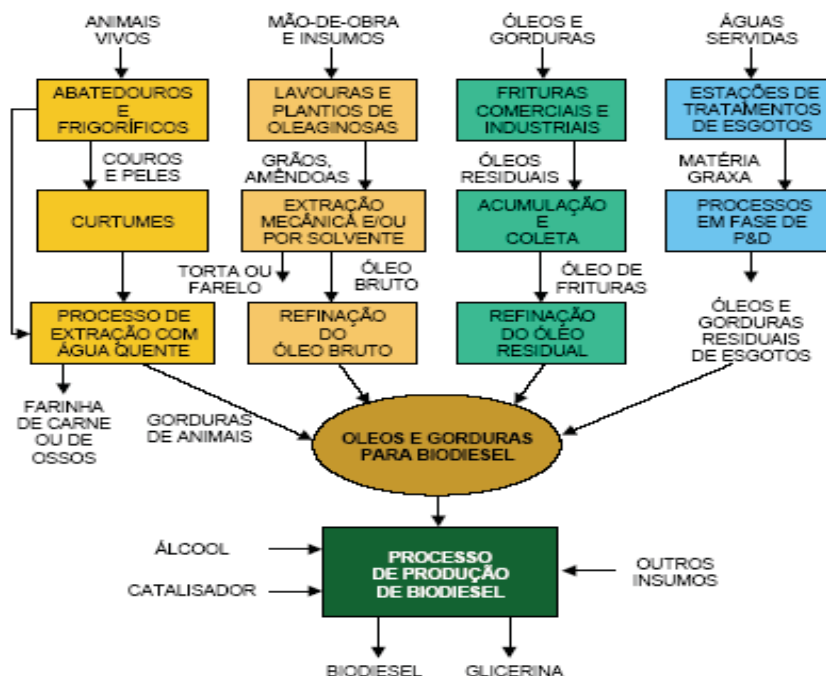 ANIMAIS
VIVOS
MÃO-DE-OBRA
E INSUMOS
ÓLEOS E
GORDURAS
ÁGUAS
SERVIDAS
ABATEDOUROS
E
FRIGORÍFICOS
LAVOURAS E
PLANTIOS DE
OLEAGINOSAS
FRITURAS
COMERCIAIS E
INDUSTRIAIS
ESTAÇÕES DE
TRATAMENTOS
DE ESGOTOS
COUROS
E PELES
GRÃOS,
AMÊNDOAS
ÓLEOS
RESIDUAIS
MATÉRIA
GRAXA
CURTUMES
EXTRAÇÃO
MECÂNICA E/OU
POR SOLVENTE
ACUMULAÇÃO
E
COLETA
PROCESSOS
EM FASE DE
P&D
TORTA OU
FARELO
ÓLEO
BRUTO
ÓLEO DE
FRITURAS
PROCESSO DE
EXTRAÇÃO COM
ÁGUA QUENTE
REFINAÇÃO
DO
ÓLEO BRUTO
REFINAÇÃO
DO ÓLEO
RESIDUAL
ÓLEOS E
GORDURAS
RESIDUAIS
DE ESGOTOS
FARINHA
DE CARNE
OU DE
OSSOS
GORDURAS
DE ANIMAIS
OLEOS E GORDURAS
PARA BIODIESEL
ÁLCOOL
CATALISADOR
PROCESSO
DE PRODUÇÃO
DE BIODIESEL
OUTROS
INSUMOS
BIODIESEL
GLICERINA